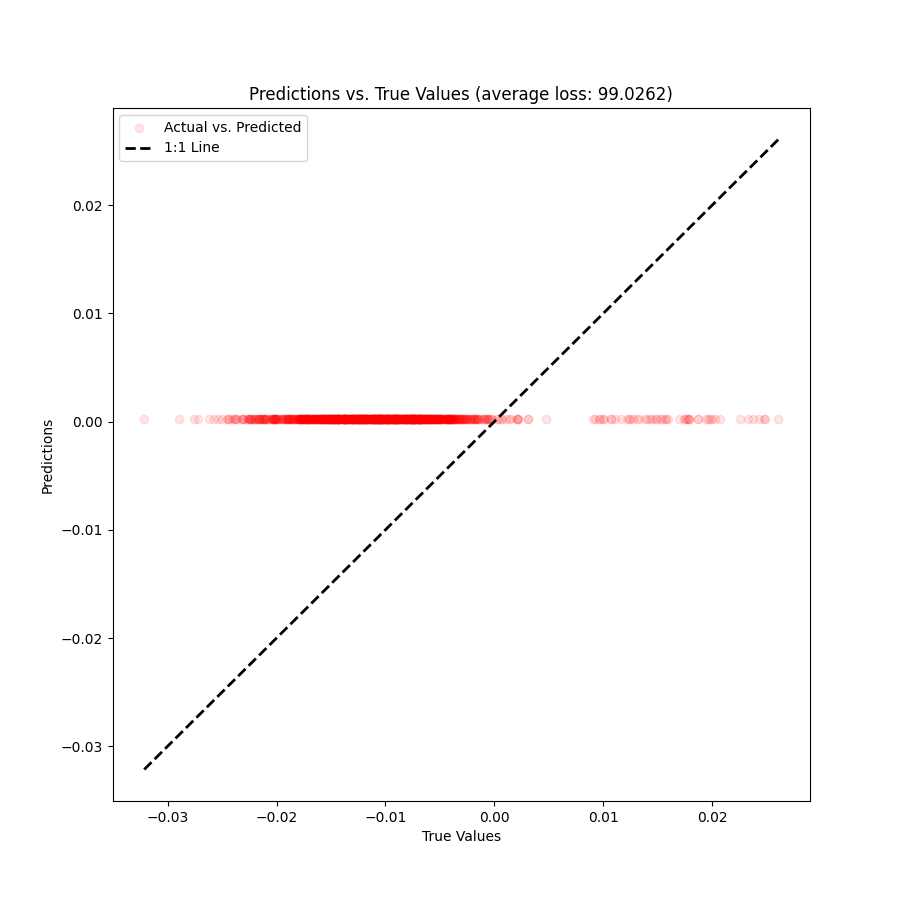 Predictions vs. True Values (average loss: 99.0262)
Actual vs. Predicted
1:1 Line
0.02
0.01
0.00
−0.01
−0.02
−0.03
Predictions
−0.03 −0.02 −0.01 0.00 0.01 0.02
True Values